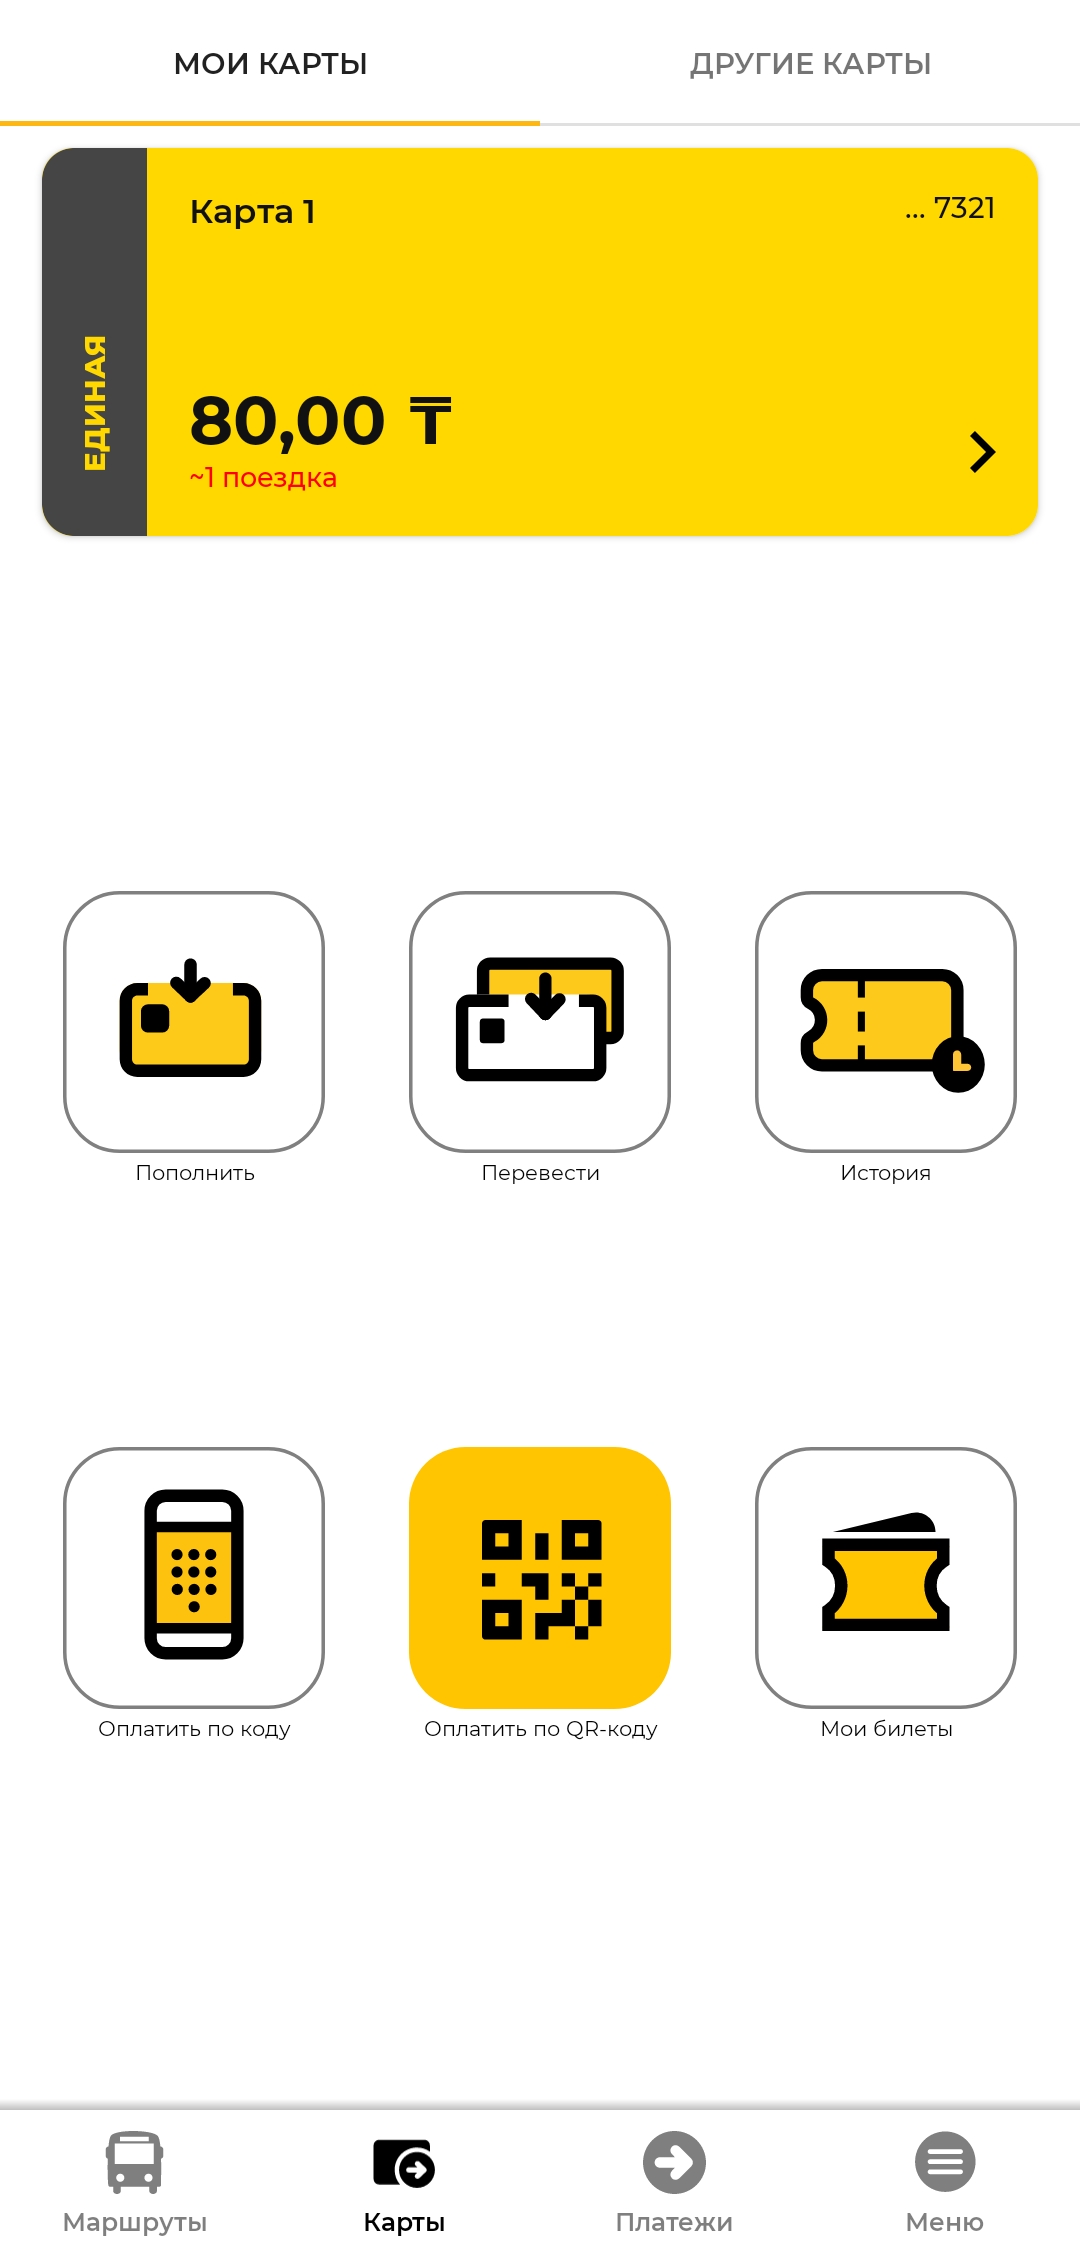 МОИ КАРТЫ
ДРУГИЕ КАРТЫ
Карта 1
... 7321
ЕДИНАЯ
80,00 ₸
~1 поездка
Пополнить
Перевести
История
Оплатить по коду
Оплатить по QR-коду
Мои билеты
Маршруты
Карты
Платежи
Меню